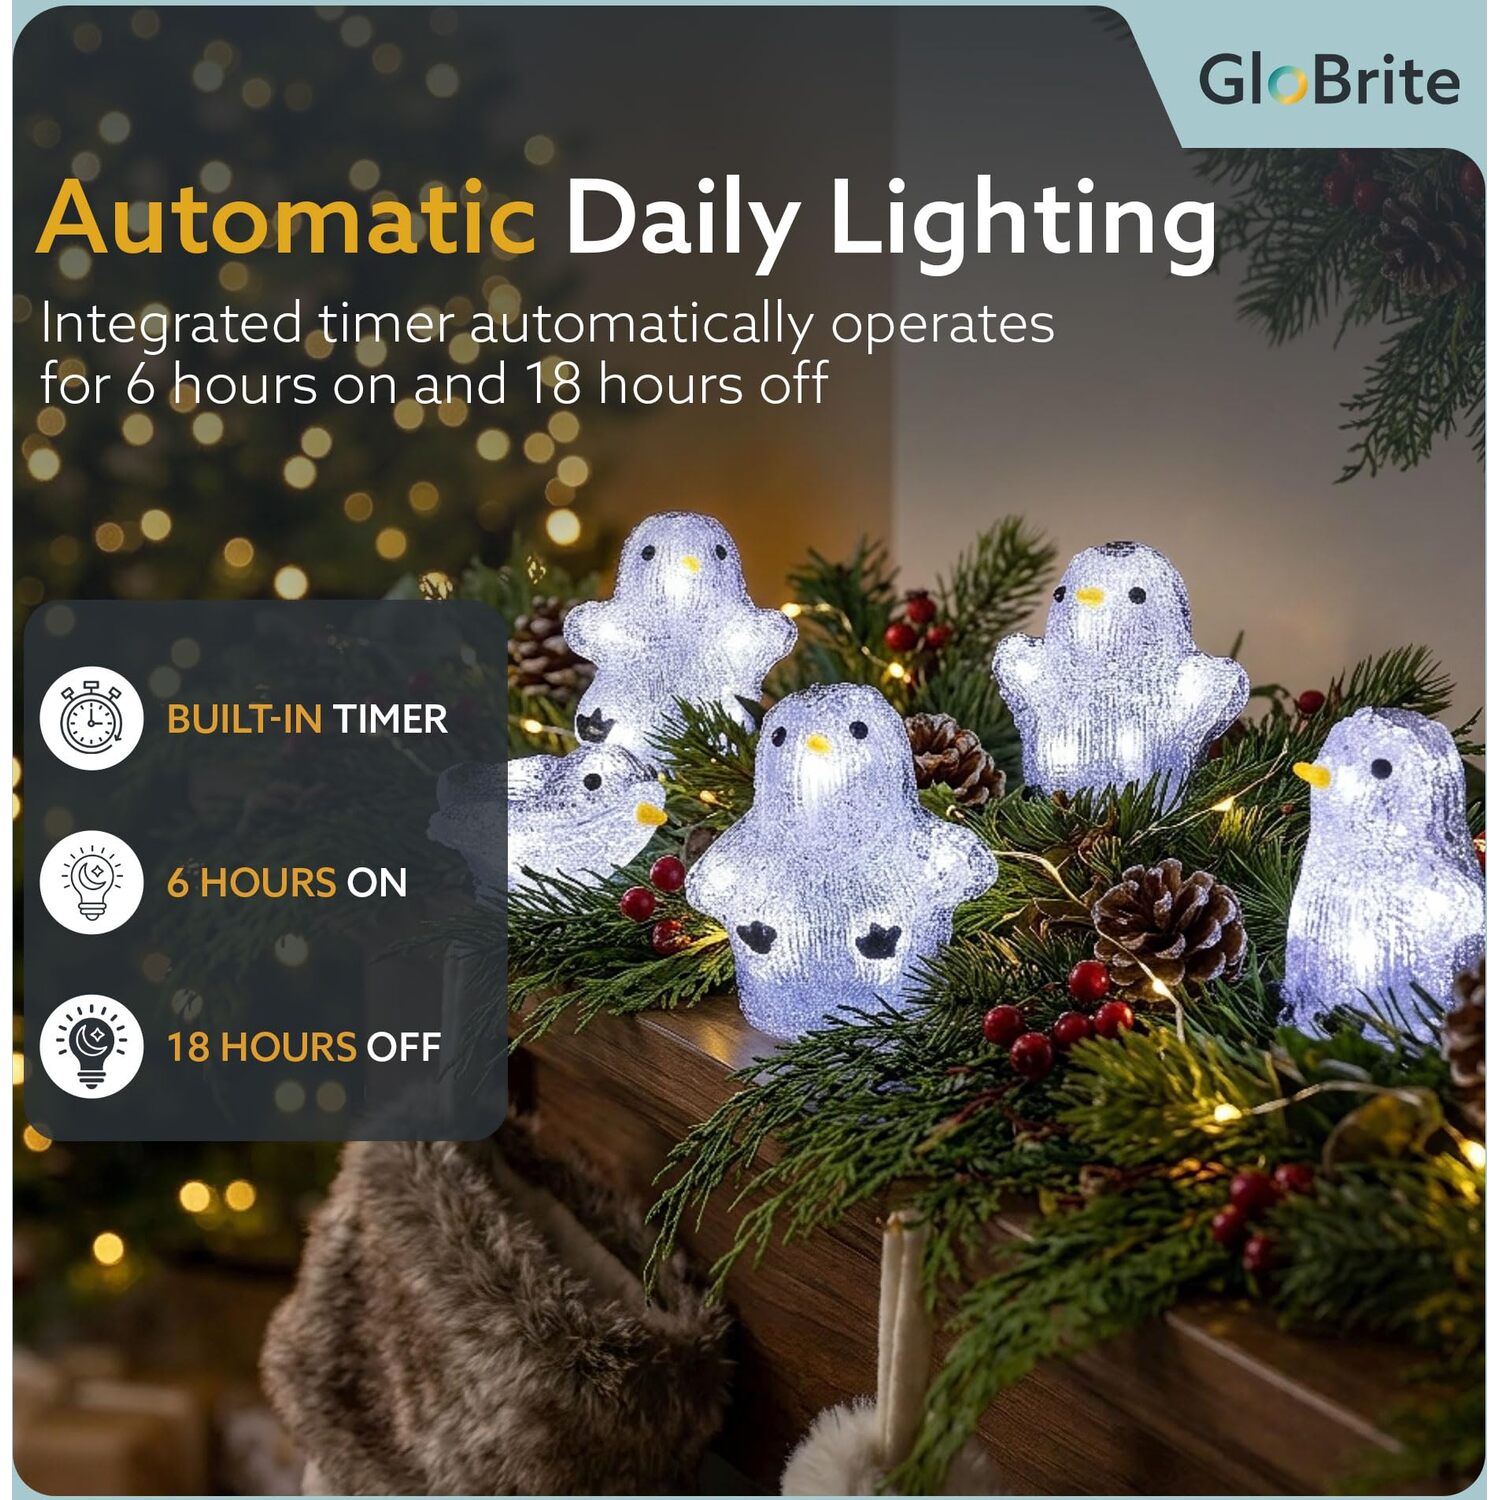 GloBrite
Automatic Daily Lighting
Integrated timer automatically operates
for 6 hours on and 18 hours off
BUILT-IN TIMER
6 HOURS ON
18 HOURS OFF